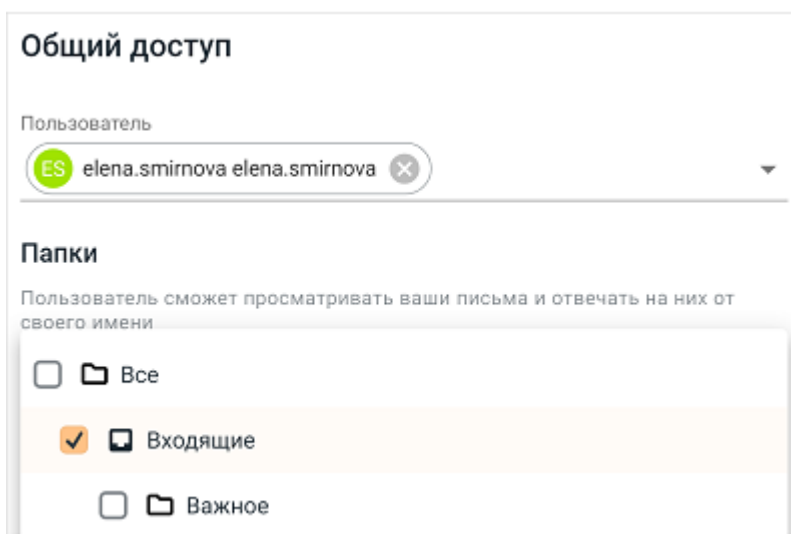 Общий доступ
Пользователь
ES elena.smirnova elena.smirnova
Папки
Пользователь сможет просматривать ваши письма и отвечать на них от
своего имени
Все
Входящие
Важное